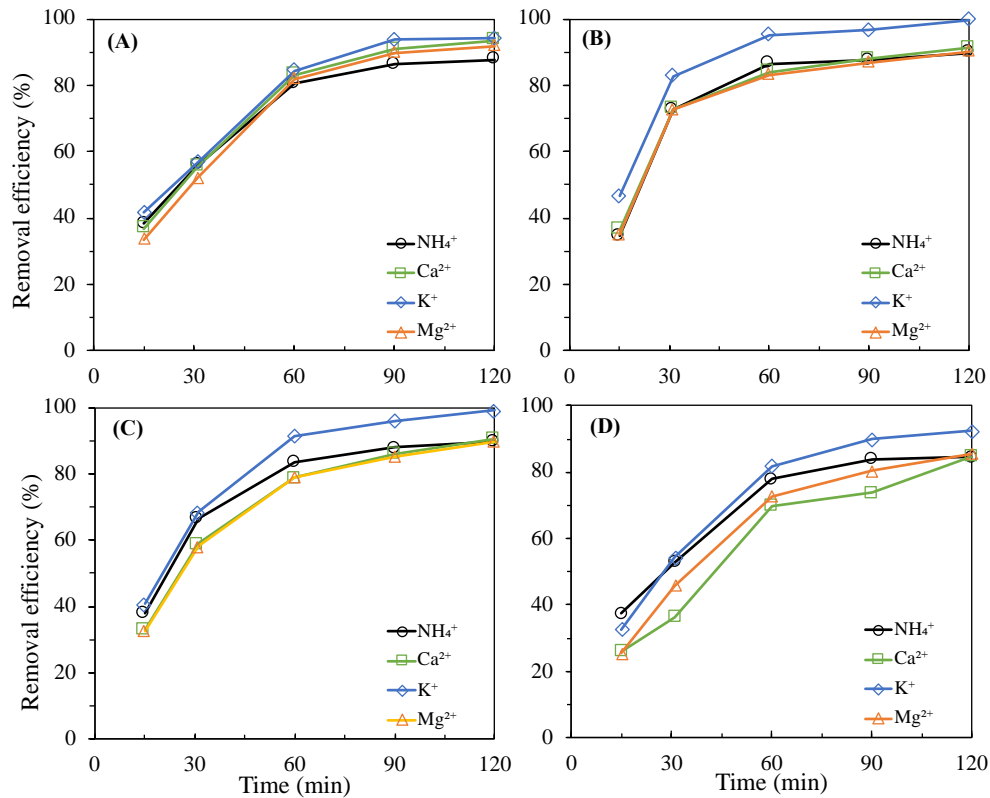 (A)
Removal efficiency (%)
100
80
60
40
20
0
0 30 60 90 120
NH₄⁺
Ca²⁺
K⁺
Mg²⁺
(B)
100
80
60
40
20
0
0 30 60 90 120
NH₄⁺
Ca²⁺
K⁺
Mg²⁺
(C)
Removal efficiency (%)
100
80
60
40
20
0
0 30 60 90 120
Time (min)
NH₄⁺
Ca²⁺
K⁺
Mg²⁺
(D)
100
80
60
40
20
0
0 30 60 90 120
Time (min)
NH₄⁺
Ca²⁺
K⁺
Mg²⁺